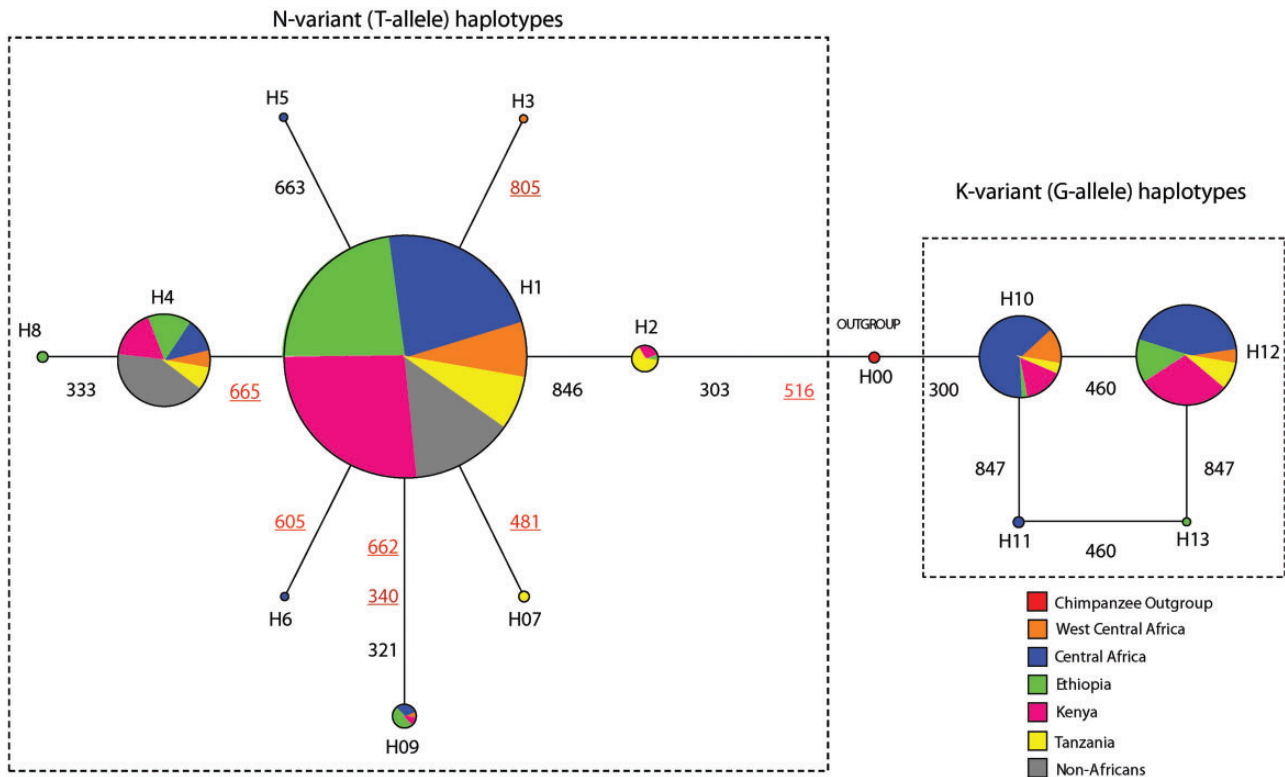 N-variant (T-allele) haplotypes
H5
H3
663
805
K-variant (G-allele) haplotypes
H1
H4
H10
H2
OUTGROUP
H8
H12
H00
333
665
846
303
516
300
460
847
847
605
481
662
H11
H13
460
340
H6
H07
Chimpanzee Outgroup
West Central Africa
321
Central Africa
Ethiopia
Kenya
H09
Tanzania
Non-Africans